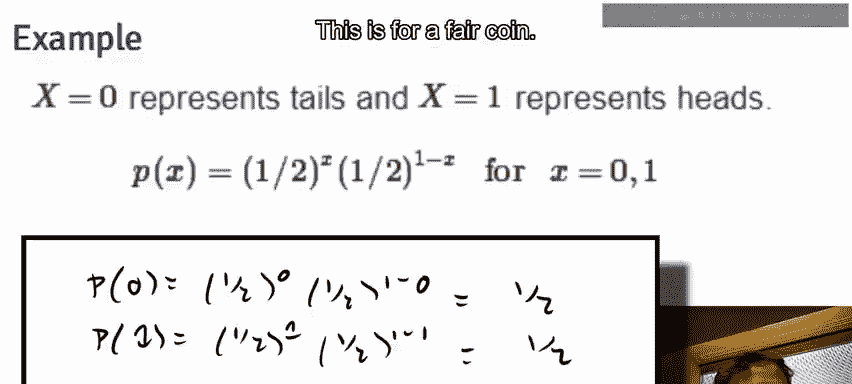 This is for a fair coin.
Example
X = 0 represents tails and X = 1 represents heads.
p(x) = (1/2)^x (1/2)^{1−x} for x = 0, 1
P(0) = (1/2)^0 (1/2)^{1-0} = 1/2
P(1) = (1/2)^1 (1/2)^{1-1} = 1/2